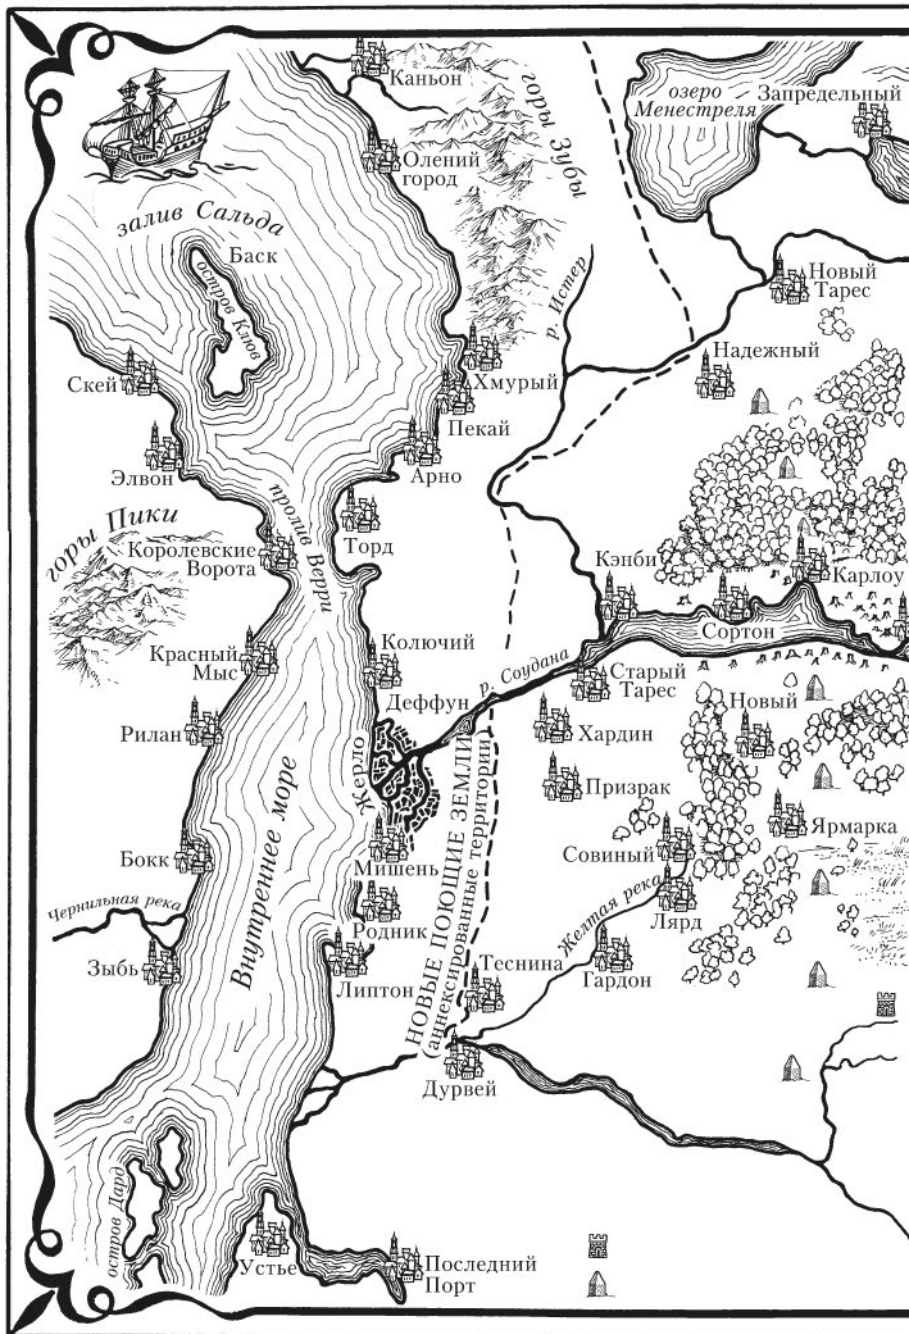 Каньон
озеро
Менестреля
Запредельный
горы Зубы
Олений
город
залив Сальда
Баск
остров Клюв
р. Истер
Новый
Тарес
Надежный
Скей
Хмурый
Пекай
Элвон
Арно
пролив Верри
горы Пики
Торд
Королевские
Ворота
Кэнби
Карлоу
Сортон
Колючий
Красный
Мыс
р. Соудана
Старый
Тарес
Деффун
Новый
Рилан
Хардин
Жерло
Призрак
Внутреннее море
НОВЫЕ ПОЮЩИЕ ЗЕМЛИ
(аннексированные территории)
Ярмарка
Бокк
Мишень
Совиный
Чернильная река
Родник
Желтая река
Лярд
Зыбь
Липтон
Теснина
Гардон
Дурвей
остров Дард
Устье
Последний
Порт